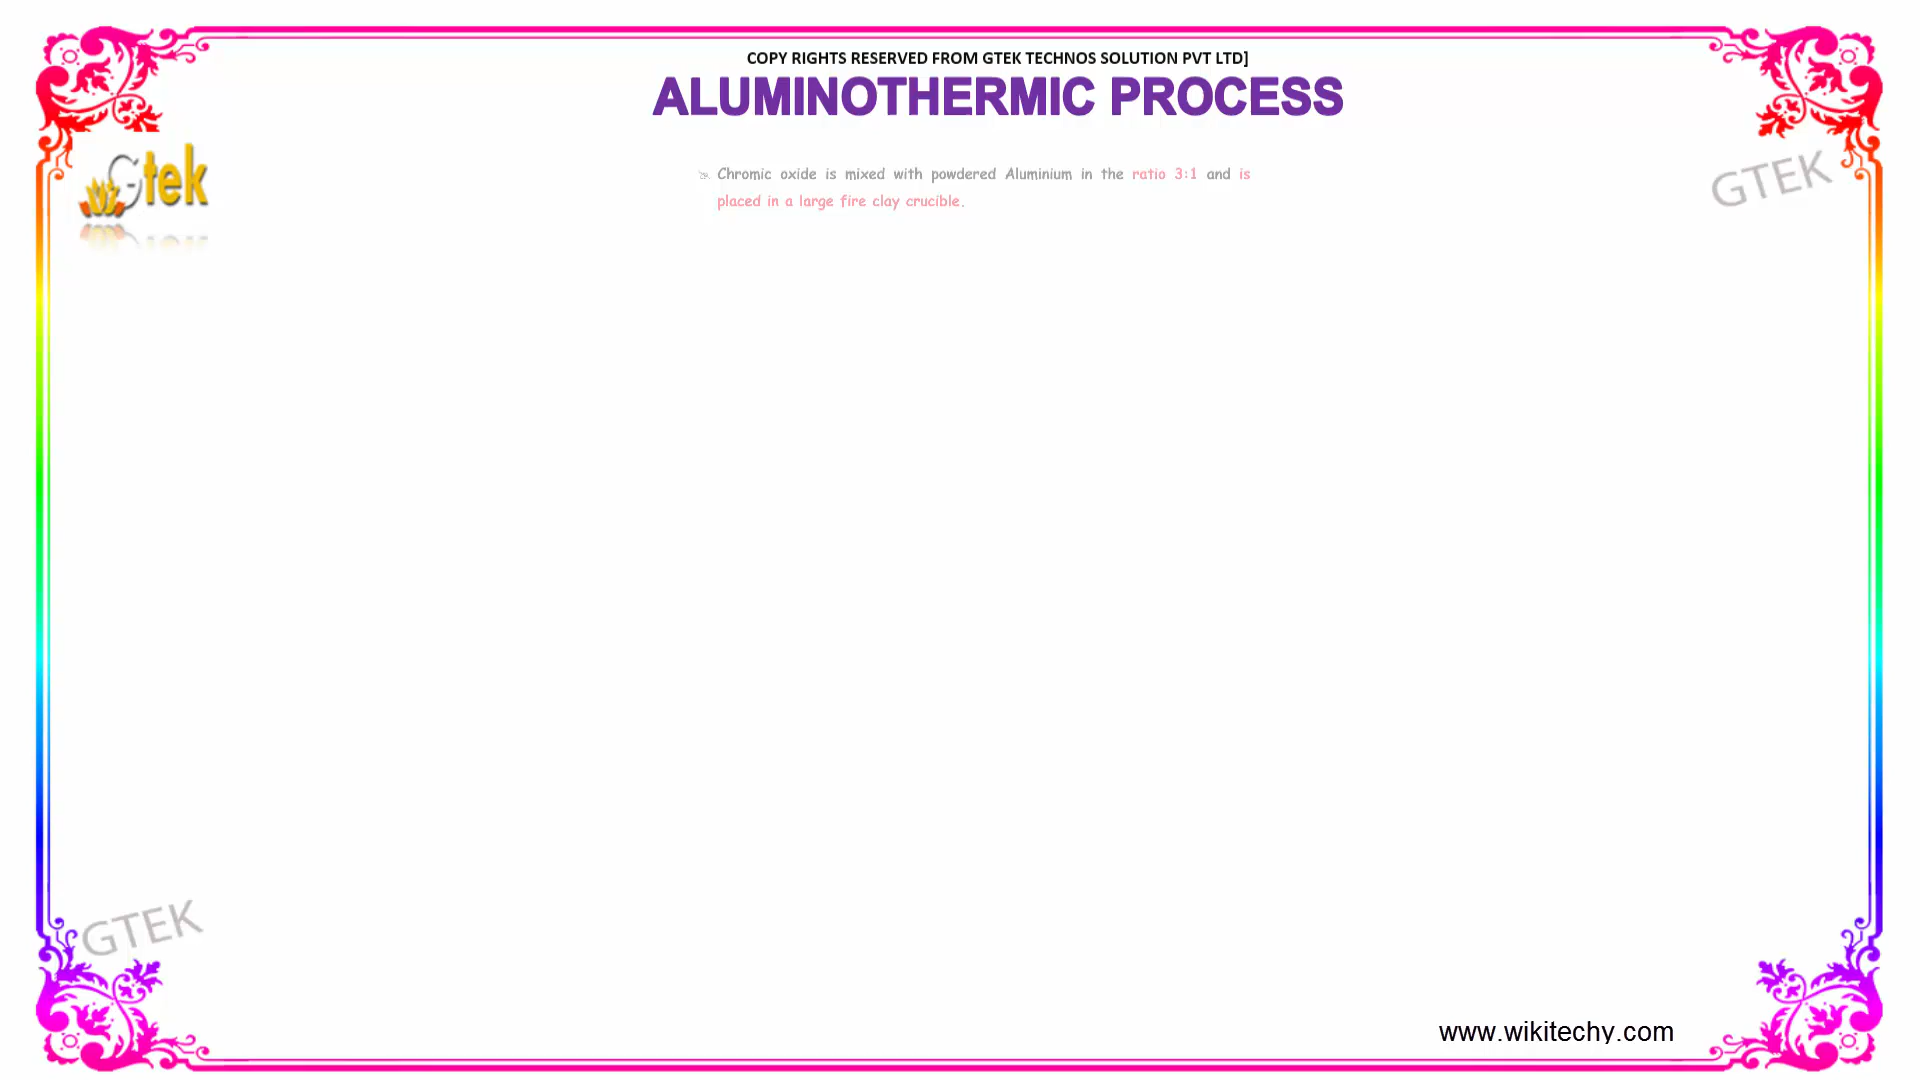 COPY RIGHTS RESERVED FROM GTEK TECHNOS SOLUTION PVT LTD]
ALUMINOTHERMIC PROCESS
Gtek
GTEK
Chromic oxide is mixed with powdered Aluminium in the ratio 3:1 and is
placed in a large fire clay crucible.
GTEK
www.wikitechy.com